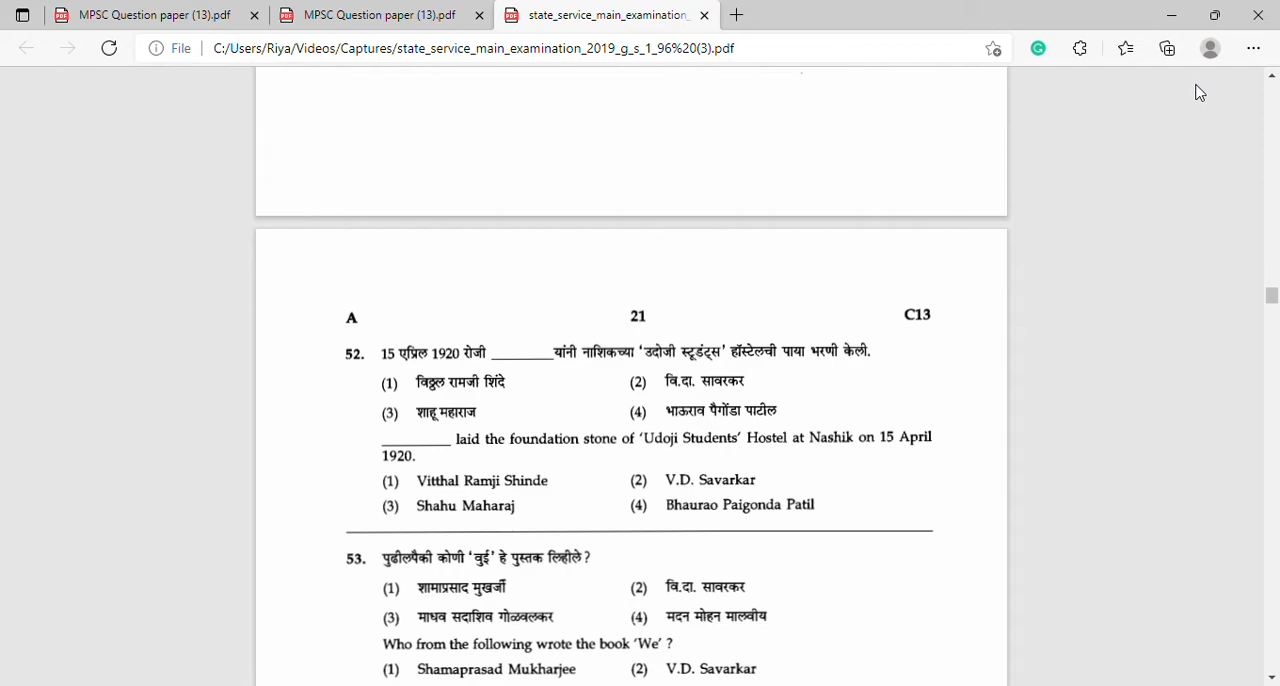 MPSC Question paper (13).pdf
MPSC Question paper (13).pdf
state_service_main_examination_
File
C:/Users/Riya/Videos/Captures/state_service_main_examination_2019_g_s_1_96%20(3).pdf
A 21 C13
52. 15 एप्रिल 1920 रोजी _________ यांनी नाशिकच्या ‘उदोजी स्टूडंट्स’ हॉस्टेलची पाया भरणी केली.
(1) विठ्ठल रामजी शिंदे (2) वि.दा. सावरकर
(3) शाहू महाराज (4) भाऊराव पैगोंडा पाटील
__________ laid the foundation stone of ‘Udoji Students’ Hostel at Nashik on 15 April
1920.
(1) Vitthal Ramji Shinde (2) V.D. Savarkar
(3) Shahu Maharaj (4) Bhaurao Paigonda Patil
53. पुढीलपैकी कोणी ‘वुई’ हे पुस्तक लिहीले ?
(1) शामाप्रसाद मुखर्जी (2) वि.दा. सावरकर
(3) माधव सदाशिव गोळवलकर (4) मदन मोहन मालवीय
Who from the following wrote the book ‘We’ ?
(1) Shamaprasad Mukharjee (2) V.D. Savarkar